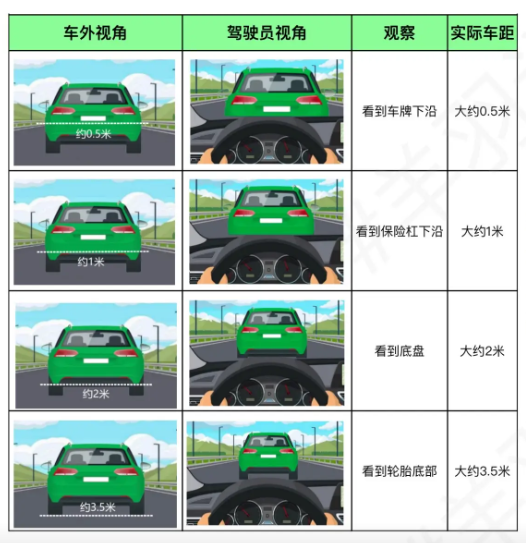 车外视角 驾驶员视角 观察 实际车距
约0.5米 看到车牌下沿 大约0.5米
约1米 看到保险杠下沿 大约1米
约2米 看到底盘 大约2米
约3.5米 看到轮胎底部 大约3.5米